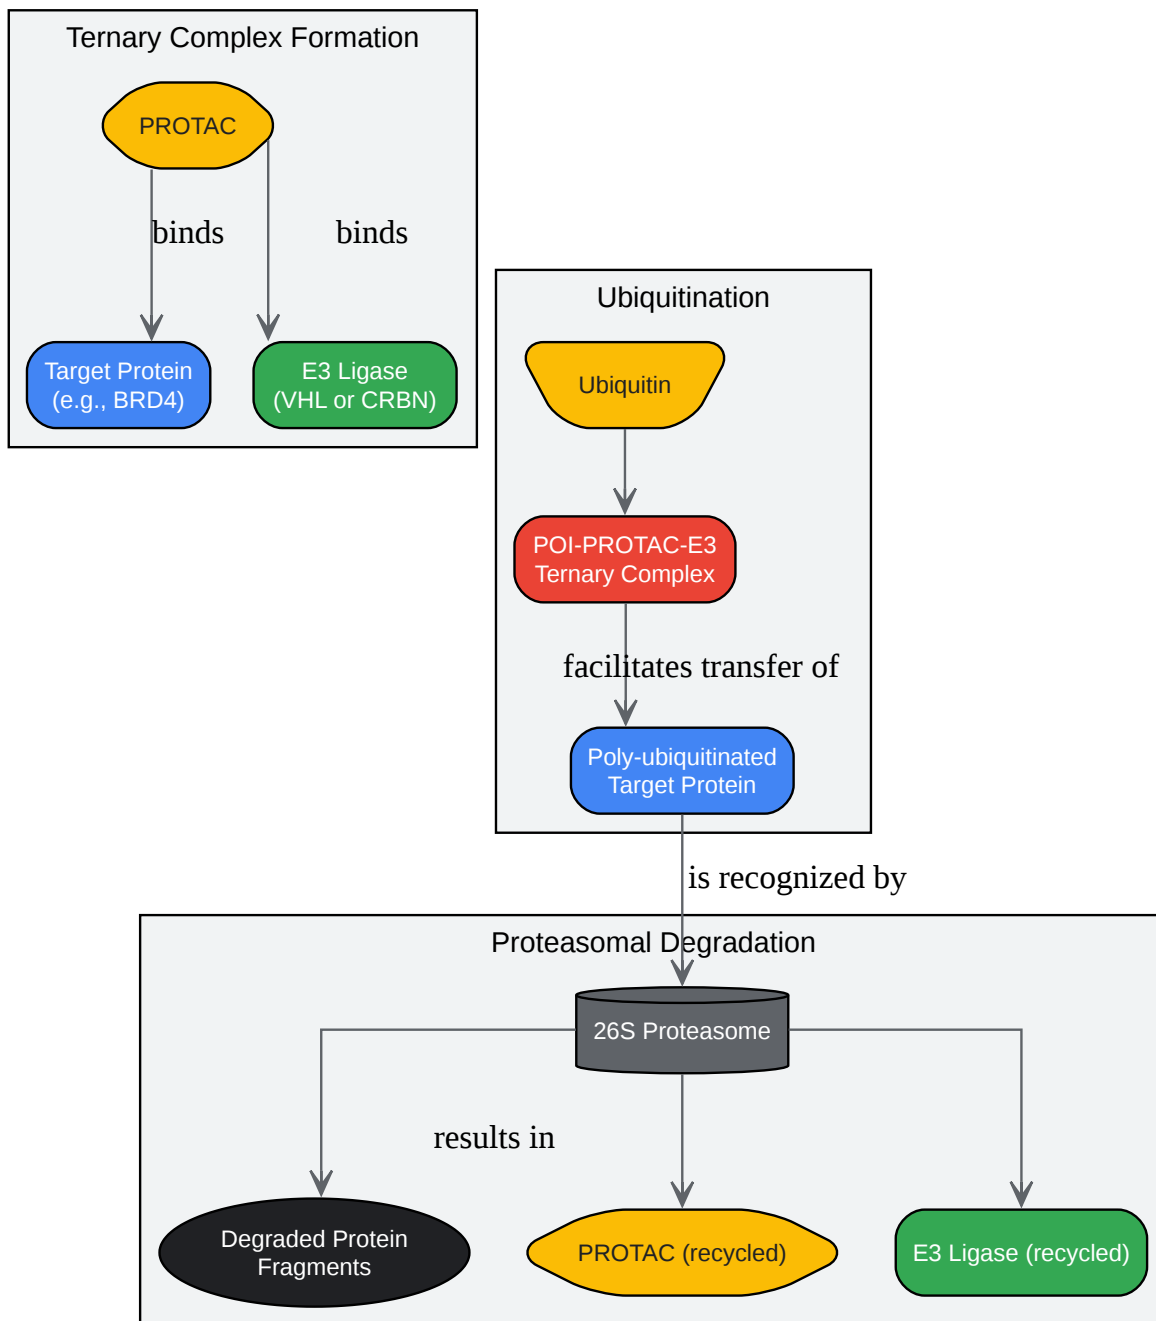 Ternary Complex Formation
PROTAC
binds
binds
Target Protein
(e.g., BRD4)
E3 Ligase
(VHL or CRBN)
Ubiquitination
Ubiquitin
POI-PROTAC-E3
Ternary Complex
facilitates transfer of
Poly-ubiquitinated
Target Protein
is recognized by
Proteasomal Degradation
26S Proteasome
results in
Degraded Protein
Fragments
PROTAC (recycled)
E3 Ligase (recycled)